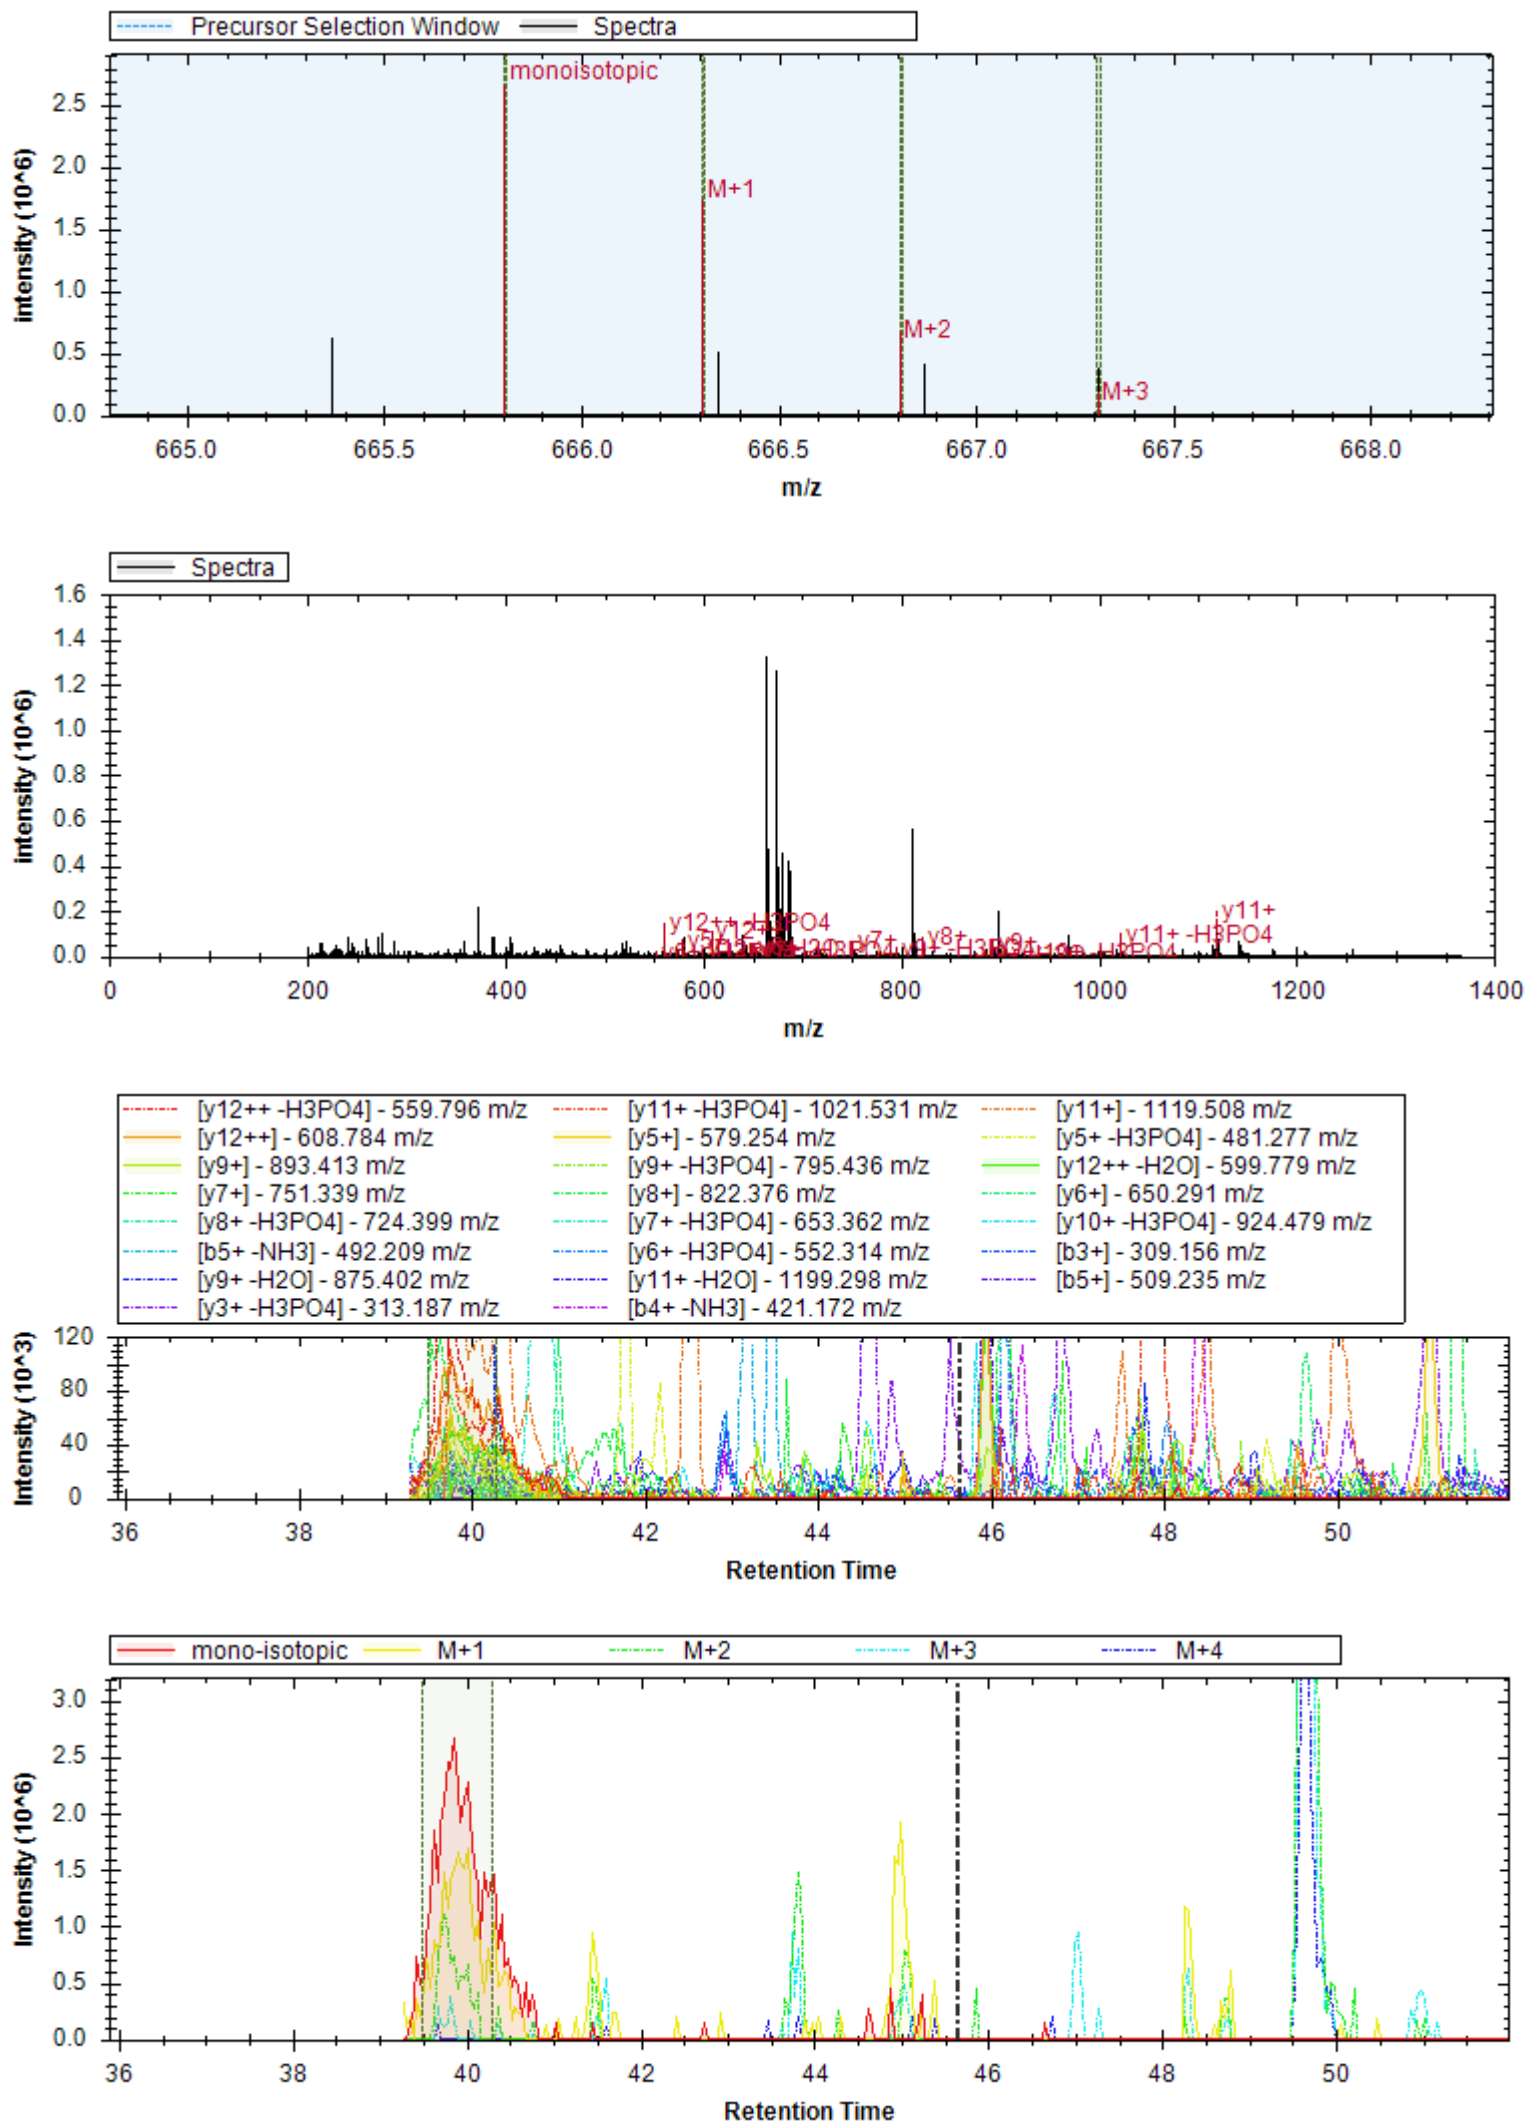 Precursor Selection Window Spectra
monoisotopic
M+1
M+2
M+3
2.5
2.0
1.5
1.0
0.5
0.0
intensity (10^6)
665.0 665.5 666.0 666.5 667.0 667.5 668.0
m/z
Spectra
1.6
1.4
1.2
1.0
0.8
0.6
0.4
0.2
0.0
intensity (10^6)
y11+
y12++ -H3PO4
y11+ -H3PO4
y7+ y8+
0 200 400 600 800 1000 1200 1400
m/z
[y12++ -H3PO4] - 559.796 m/z [y11+ -H3PO4] - 1021.531 m/z [y11+] - 1119.508 m/z
[y12++] - 608.784 m/z [y5+] - 579.254 m/z [y5+ -H3PO4] - 481.277 m/z
[y9+] - 893.413 m/z [y9+ -H3PO4] - 795.436 m/z [y12++ -H2O] - 599.779 m/z
[y7+] - 751.339 m/z [y8+] - 822.376 m/z [y6+] - 650.291 m/z
[y8+ -H3PO4] - 724.399 m/z [y7+ -H3PO4] - 653.362 m/z [y10+ -H3PO4] - 924.479 m/z
[b5+ -NH3] - 492.209 m/z [y6+ -H3PO4] - 552.314 m/z [b3+] - 309.156 m/z
[y9+ -H2O] - 875.402 m/z [y11+ -H2O] - 1199.298 m/z [b5+] - 509.235 m/z
[y3+ -H3PO4] - 313.187 m/z [b4+ -NH3] - 421.172 m/z
120
80
40
0
Intensity (10^3)
36 38 40 42 44 46 48 50
Retention Time
mono-isotopic M+1 M+2 M+3 M+4
3.0
2.5
2.0
1.5
1.0
0.5
0.0
Intensity (10^6)
36 38 40 42 44 46 48 50
Retention Time